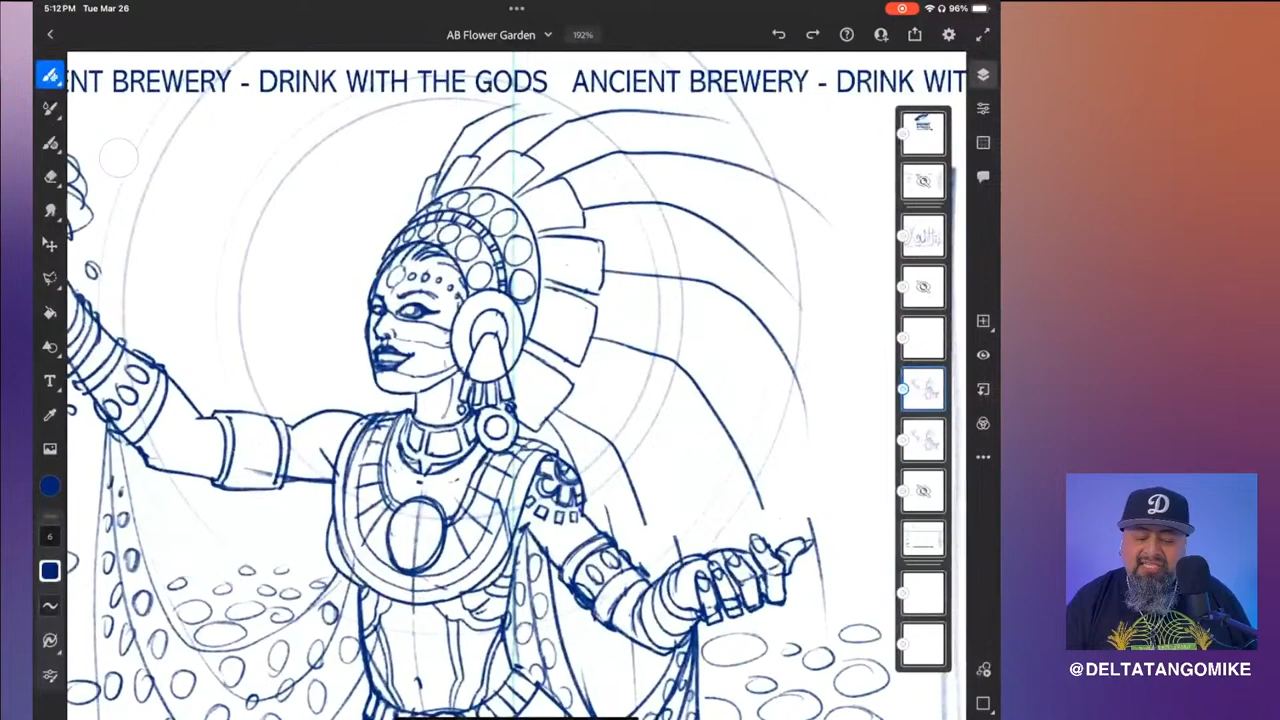 5:12 PM Tue Mar 26
96%
AB Flower Garden
192%
ENT BREWERY - DRINK WITH THE GODS ANCIENT BREWERY - DRINK WIT
T
6
D
@DELTATANGOMIKE